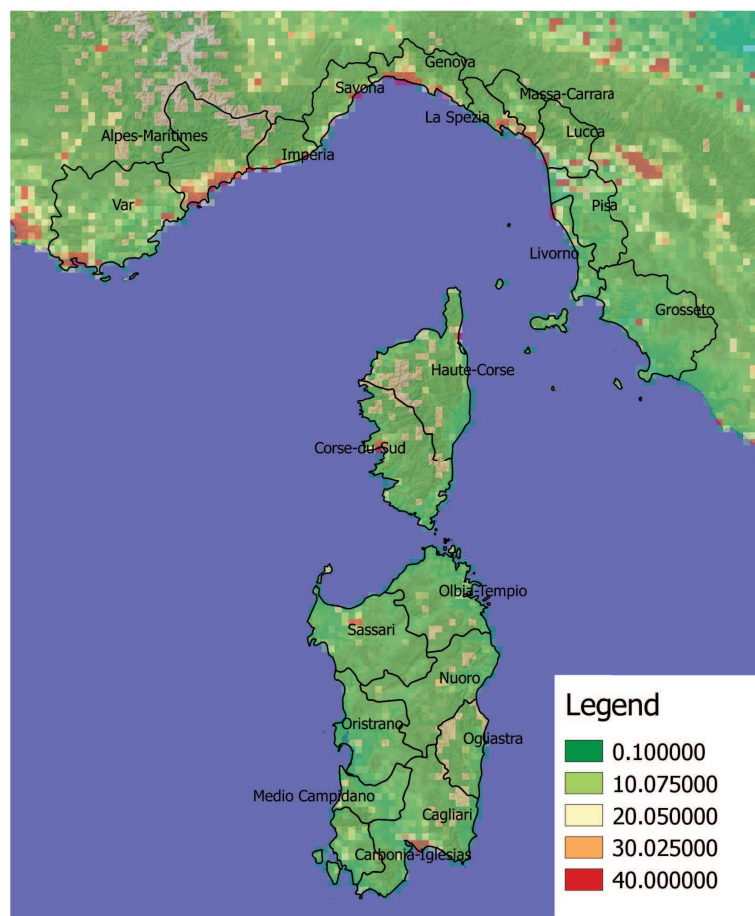 Genova
Savona
Massa-Carrara
La Spezia
Alpes-Maritimes
Lucca
Imperia
Var
Pisa
Livorno
Grosseto
Haute-Corse
Corse-du Sud
Olbia-Tempio
Sassari
Nuoro
Oristrano
Ogliastra
Medio Campidano
Cagliari
Carbonia-Iglesias
Legend
0.100000
10.075000
20.050000
30.025000
40.000000